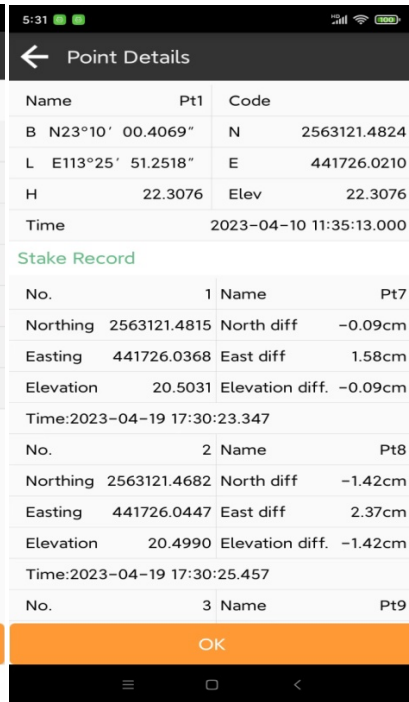 5:31 HD 100
Point Details
Name Pt1 Code
B N23°10′ 00.4069″ N 2563121.4824
L E113°25′ 51.2518″ E 441726.0210
H 22.3076 Elev 22.3076
Time 2023-04-10 11:35:13.000
Stake Record
No. 1 Name Pt7
Northing 2563121.4815 North diff -0.09cm
Easting 441726.0368 East diff 1.58cm
Elevation 20.5031 Elevation diff. -0.09cm
Time:2023-04-19 17:30:23.347
No. 2 Name Pt8
Northing 2563121.4682 North diff -1.42cm
Easting 441726.0447 East diff 2.37cm
Elevation 20.4990 Elevation diff. -1.42cm
Time:2023-04-19 17:30:25.457
No. 3 Name Pt9
OK